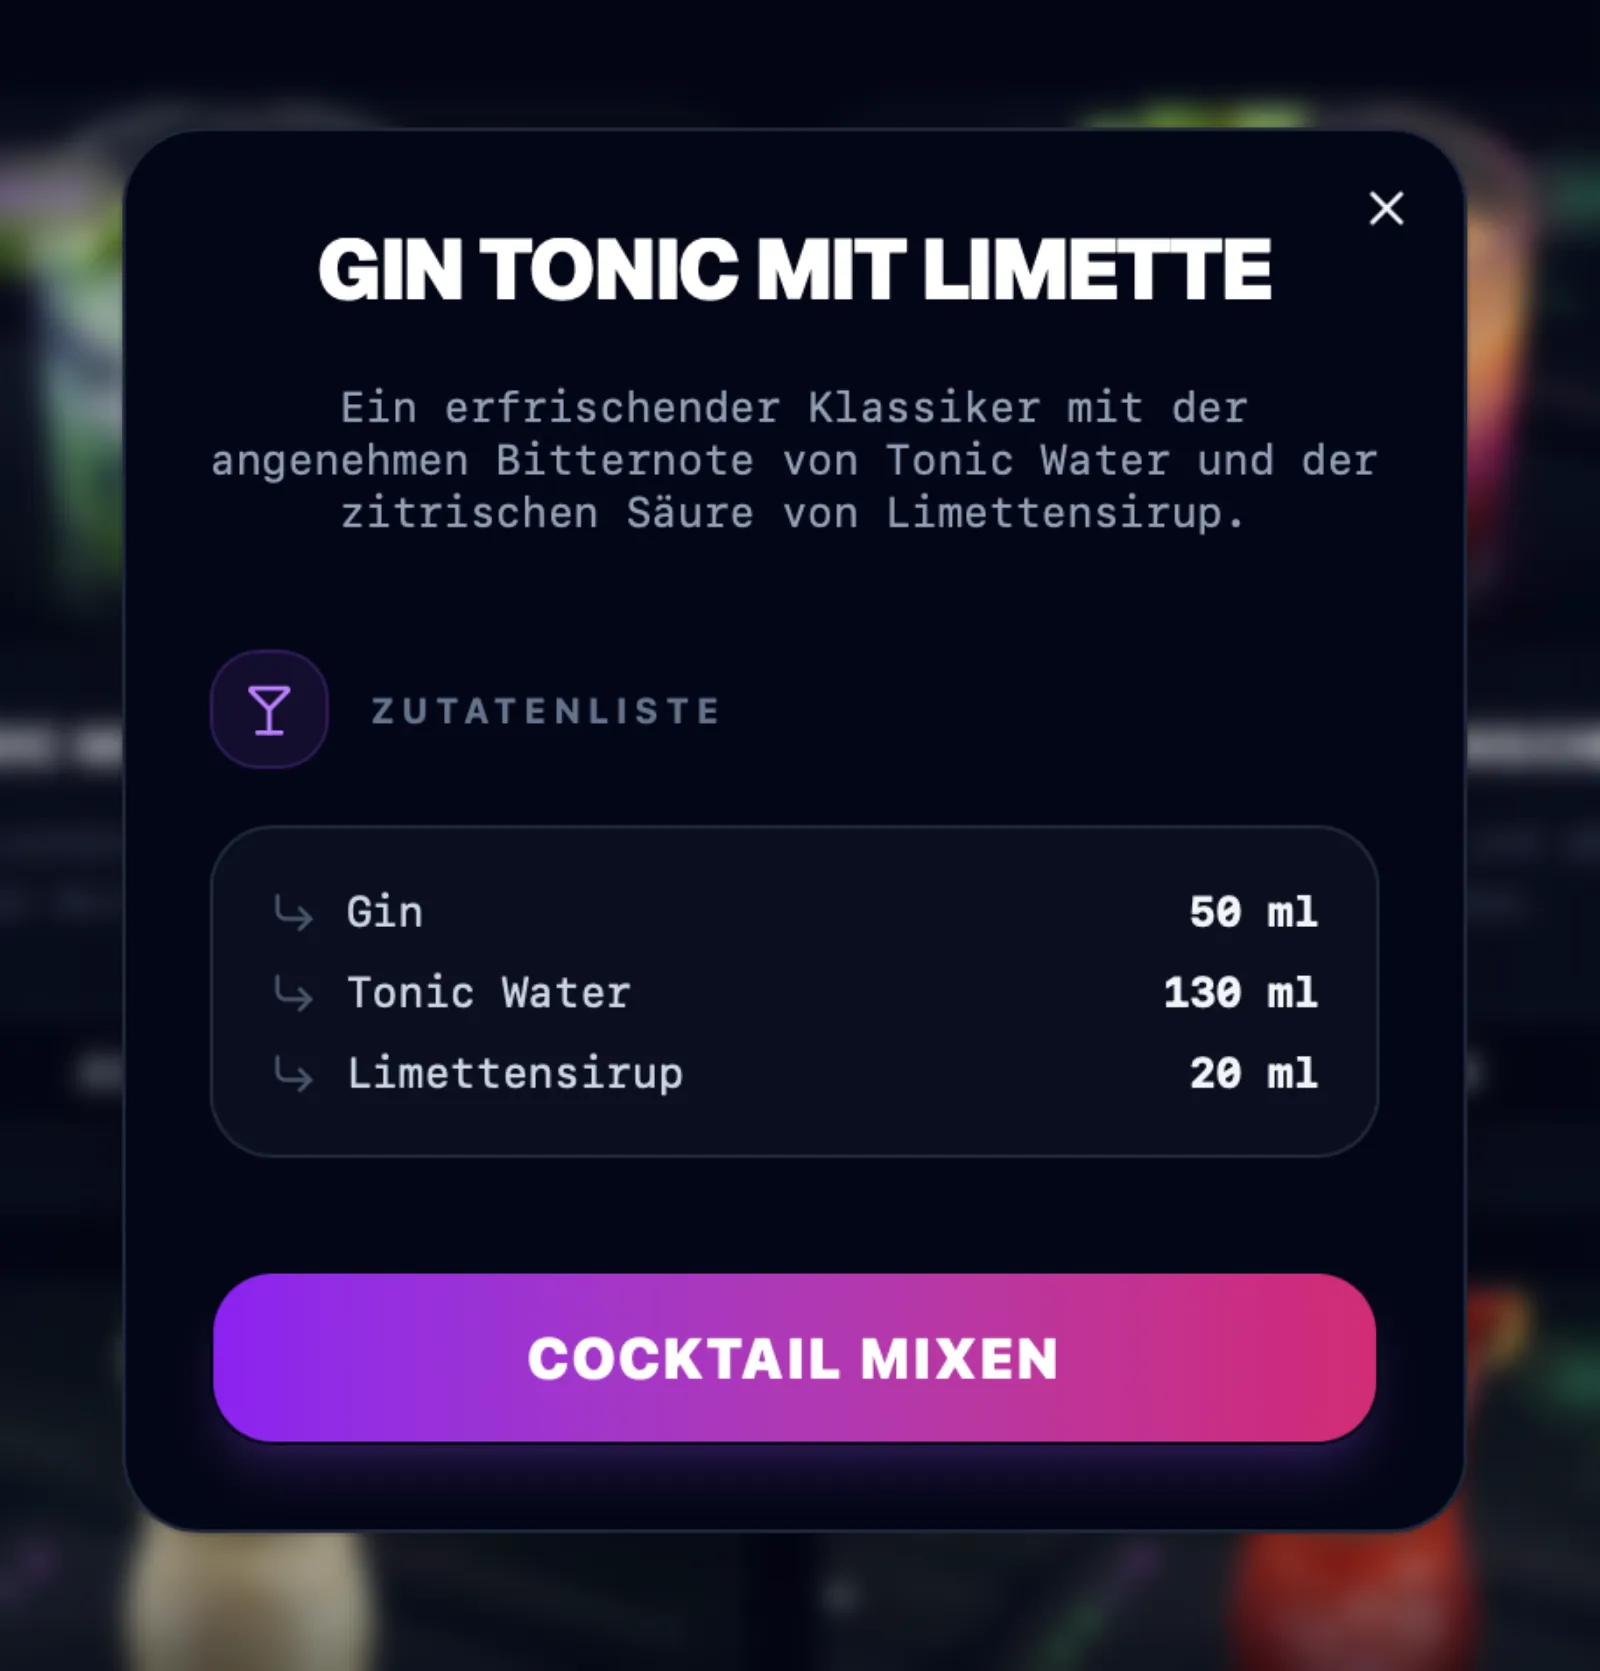 GIN TONIC MIT LIMETTE
Ein erfrischender Klassiker mit der
angenehmen Bitternote von Tonic Water und der
zitrischen Säure von Limettensirup.
ZUTATENLISTE
Gin 50 ml
Tonic Water 130 ml
Limettensirup 20 ml
COCKTAIL MIXEN